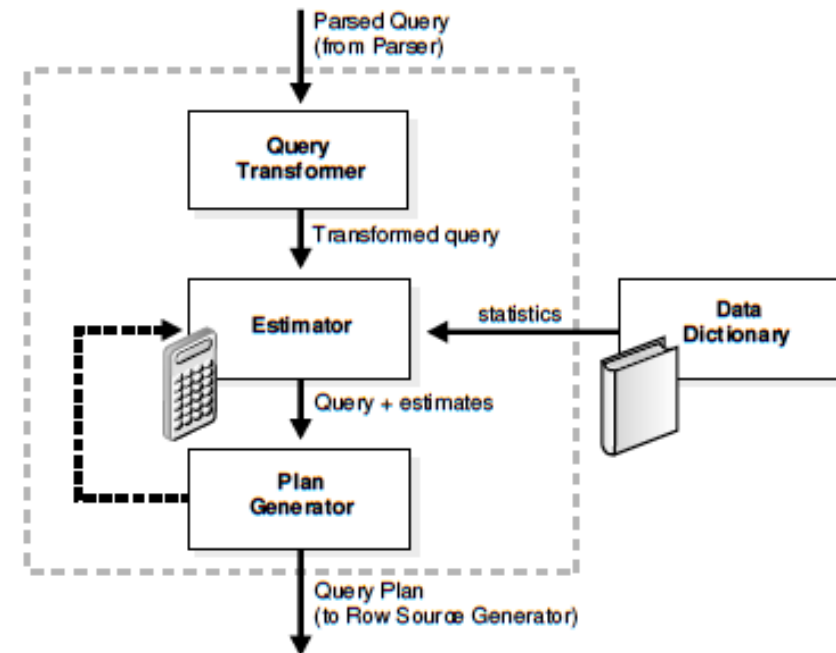 Parsed Query
(from Parser)
Query
Transformer
Transformed query
Estimator
statistics
Data
Dictionary
Query + estimates
Plan
Generator
Query Plan
(to Row Source Generator)